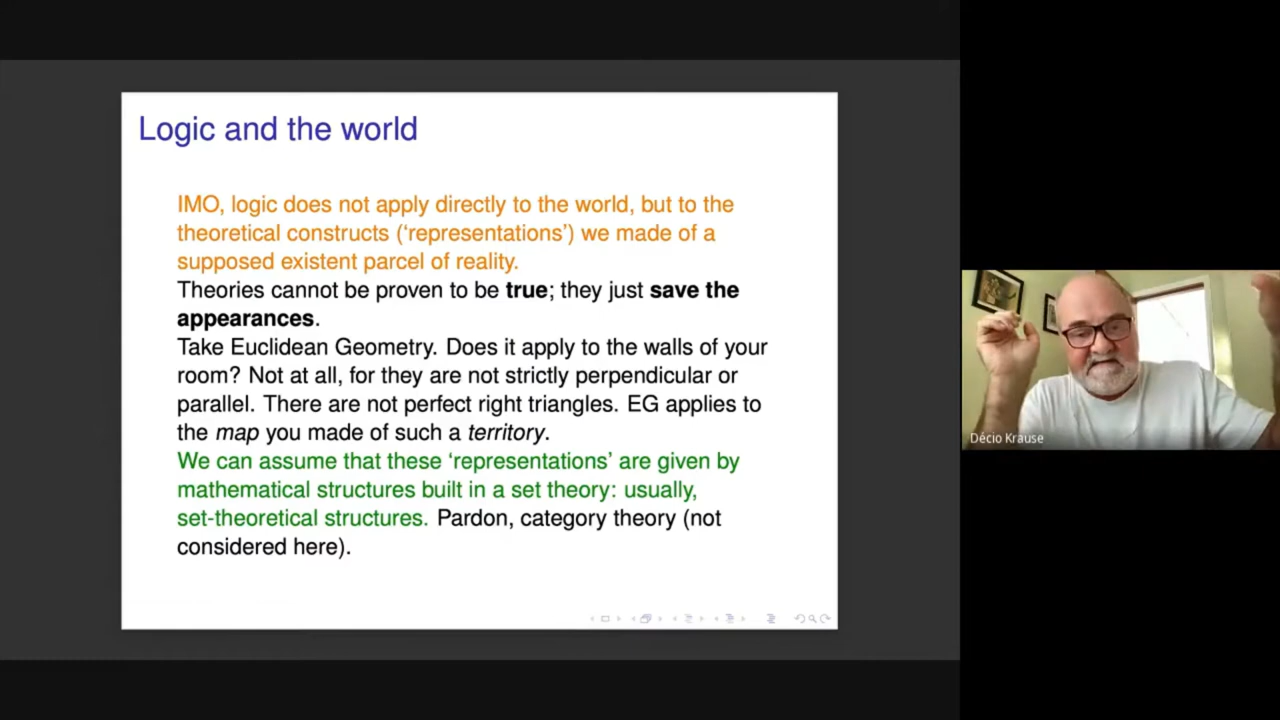 Logic and the world
IMO, logic does not apply directly to the world, but to the
theoretical constructs (‘representations’) we made of a
supposed existent parcel of reality.
Theories cannot be proven to be true; they just save the
appearances.
Take Euclidean Geometry. Does it apply to the walls of your
room? Not at all, for they are not strictly perpendicular or
parallel. There are not perfect right triangles. EG applies to
the map you made of such a territory.
We can assume that these ‘representations’ are given by
mathematical structures built in a set theory: usually,
set-theoretical structures. Pardon, category theory (not
considered here).
Décio Krause